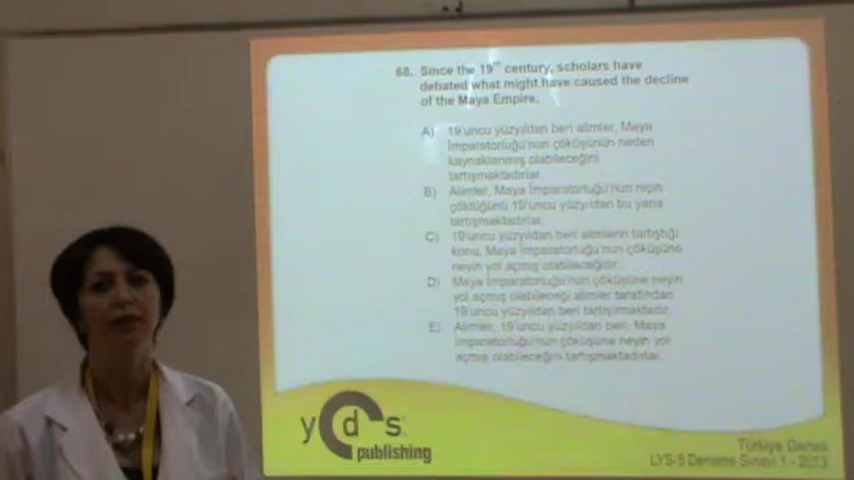 68. Since the 19th century, scholars have
debated what might have caused the decline
of the Maya Empire.
A) 19'uncu yüzyıldan beri alimler, Maya
İmparatorluğu'nun çöküşünün neden
kaynaklanmış olabileceğini
tartışmaktadırlar.
B) Alimler, Maya İmparatorluğu'nun niçin
çöktüğünü 19'uncu yüzyıldan bu yana
tartışmaktadırlar.
C) 19'uncu yüzyıldan beri alimlerin tartıştığı
konu, Maya İmparatorluğu'nun çöküşüne
neyin yol açmış olabileceğidir.
D) Maya İmparatorluğu'nun çöküşüne neyin
yol açmış olabileceği alimler tarafından
19'uncu yüzyıldan beri tartışılmaktadır.
E) Alimler, 19'uncu yüzyıldan beri, Maya
İmparatorluğu'nun çöküşüne neyin yol
açmış olabileceğini tartışmaktadırlar.
yds
publishing
Türkiye Geneli
LYS-5 Deneme Sınavı 1 - 2013